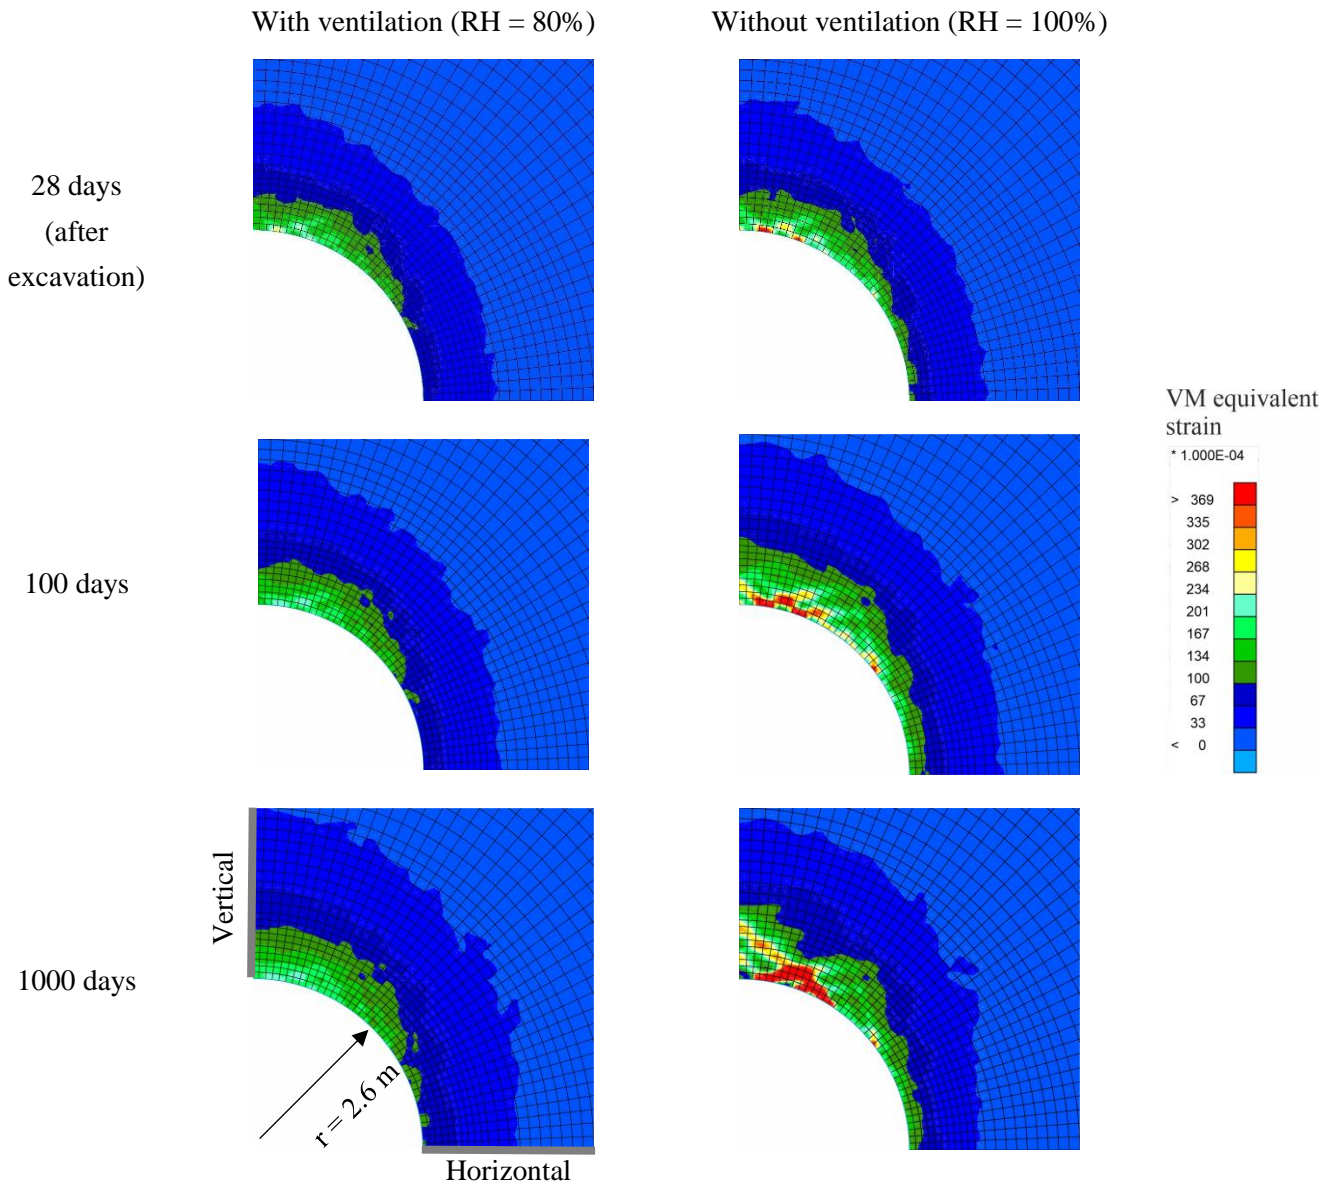 With ventilation (RH = 80%)
Without ventilation (RH = 100%)
28 days
(after
excavation)
VM equivalent
strain
* 1.000E-04
> 369
335
302
268
234
201
167
134
100
67
33
< 0
100 days
Vertical
1000 days
r = 2.6 m
Horizontal